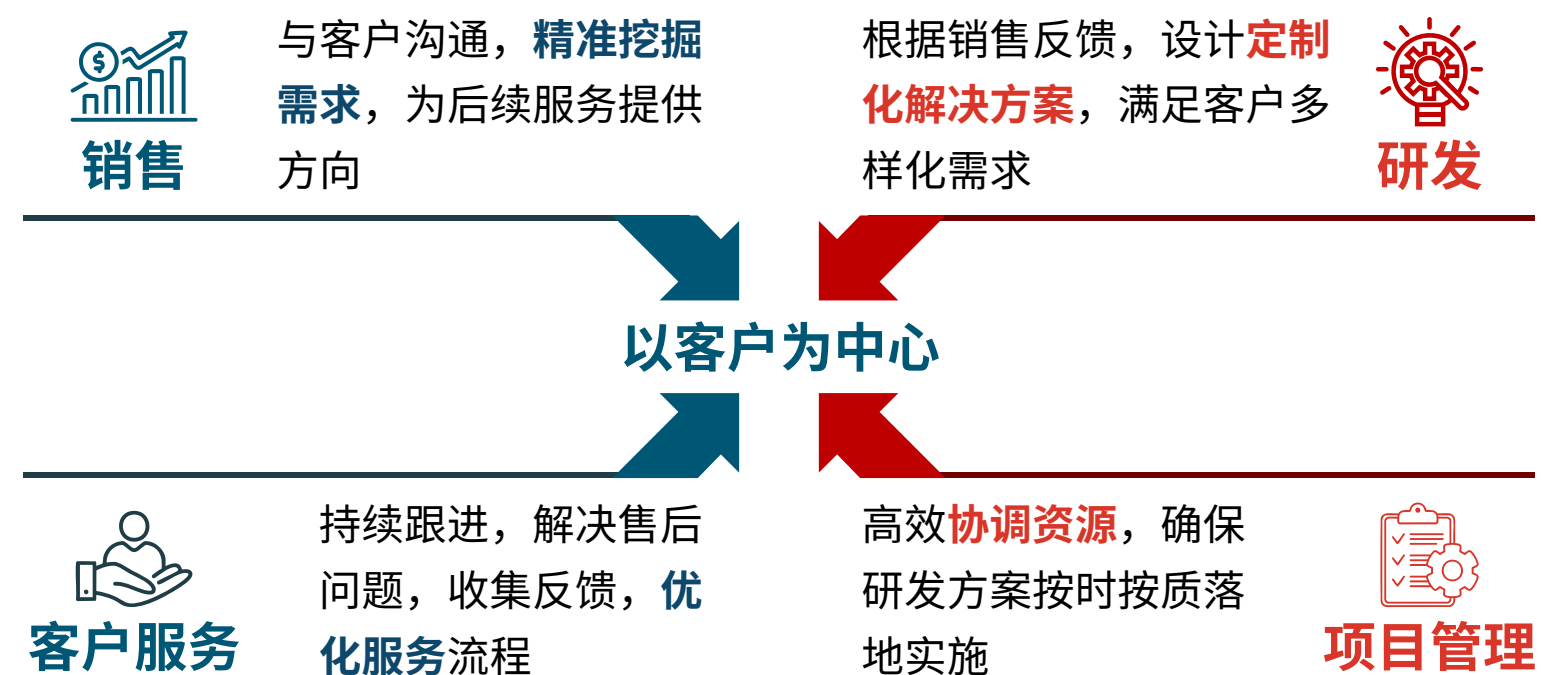 与客户沟通，精准挖掘
需求，为后续服务提供
方向
销售
根据销售反馈，设计定制
化解决方案，满足客户多
样化需求
研发
以客户为中心
持续跟进，解决售后
问题，收集反馈，优
化服务流程
客户服务
高效协调资源，确保
研发方案按时按质落
地实施
项目管理